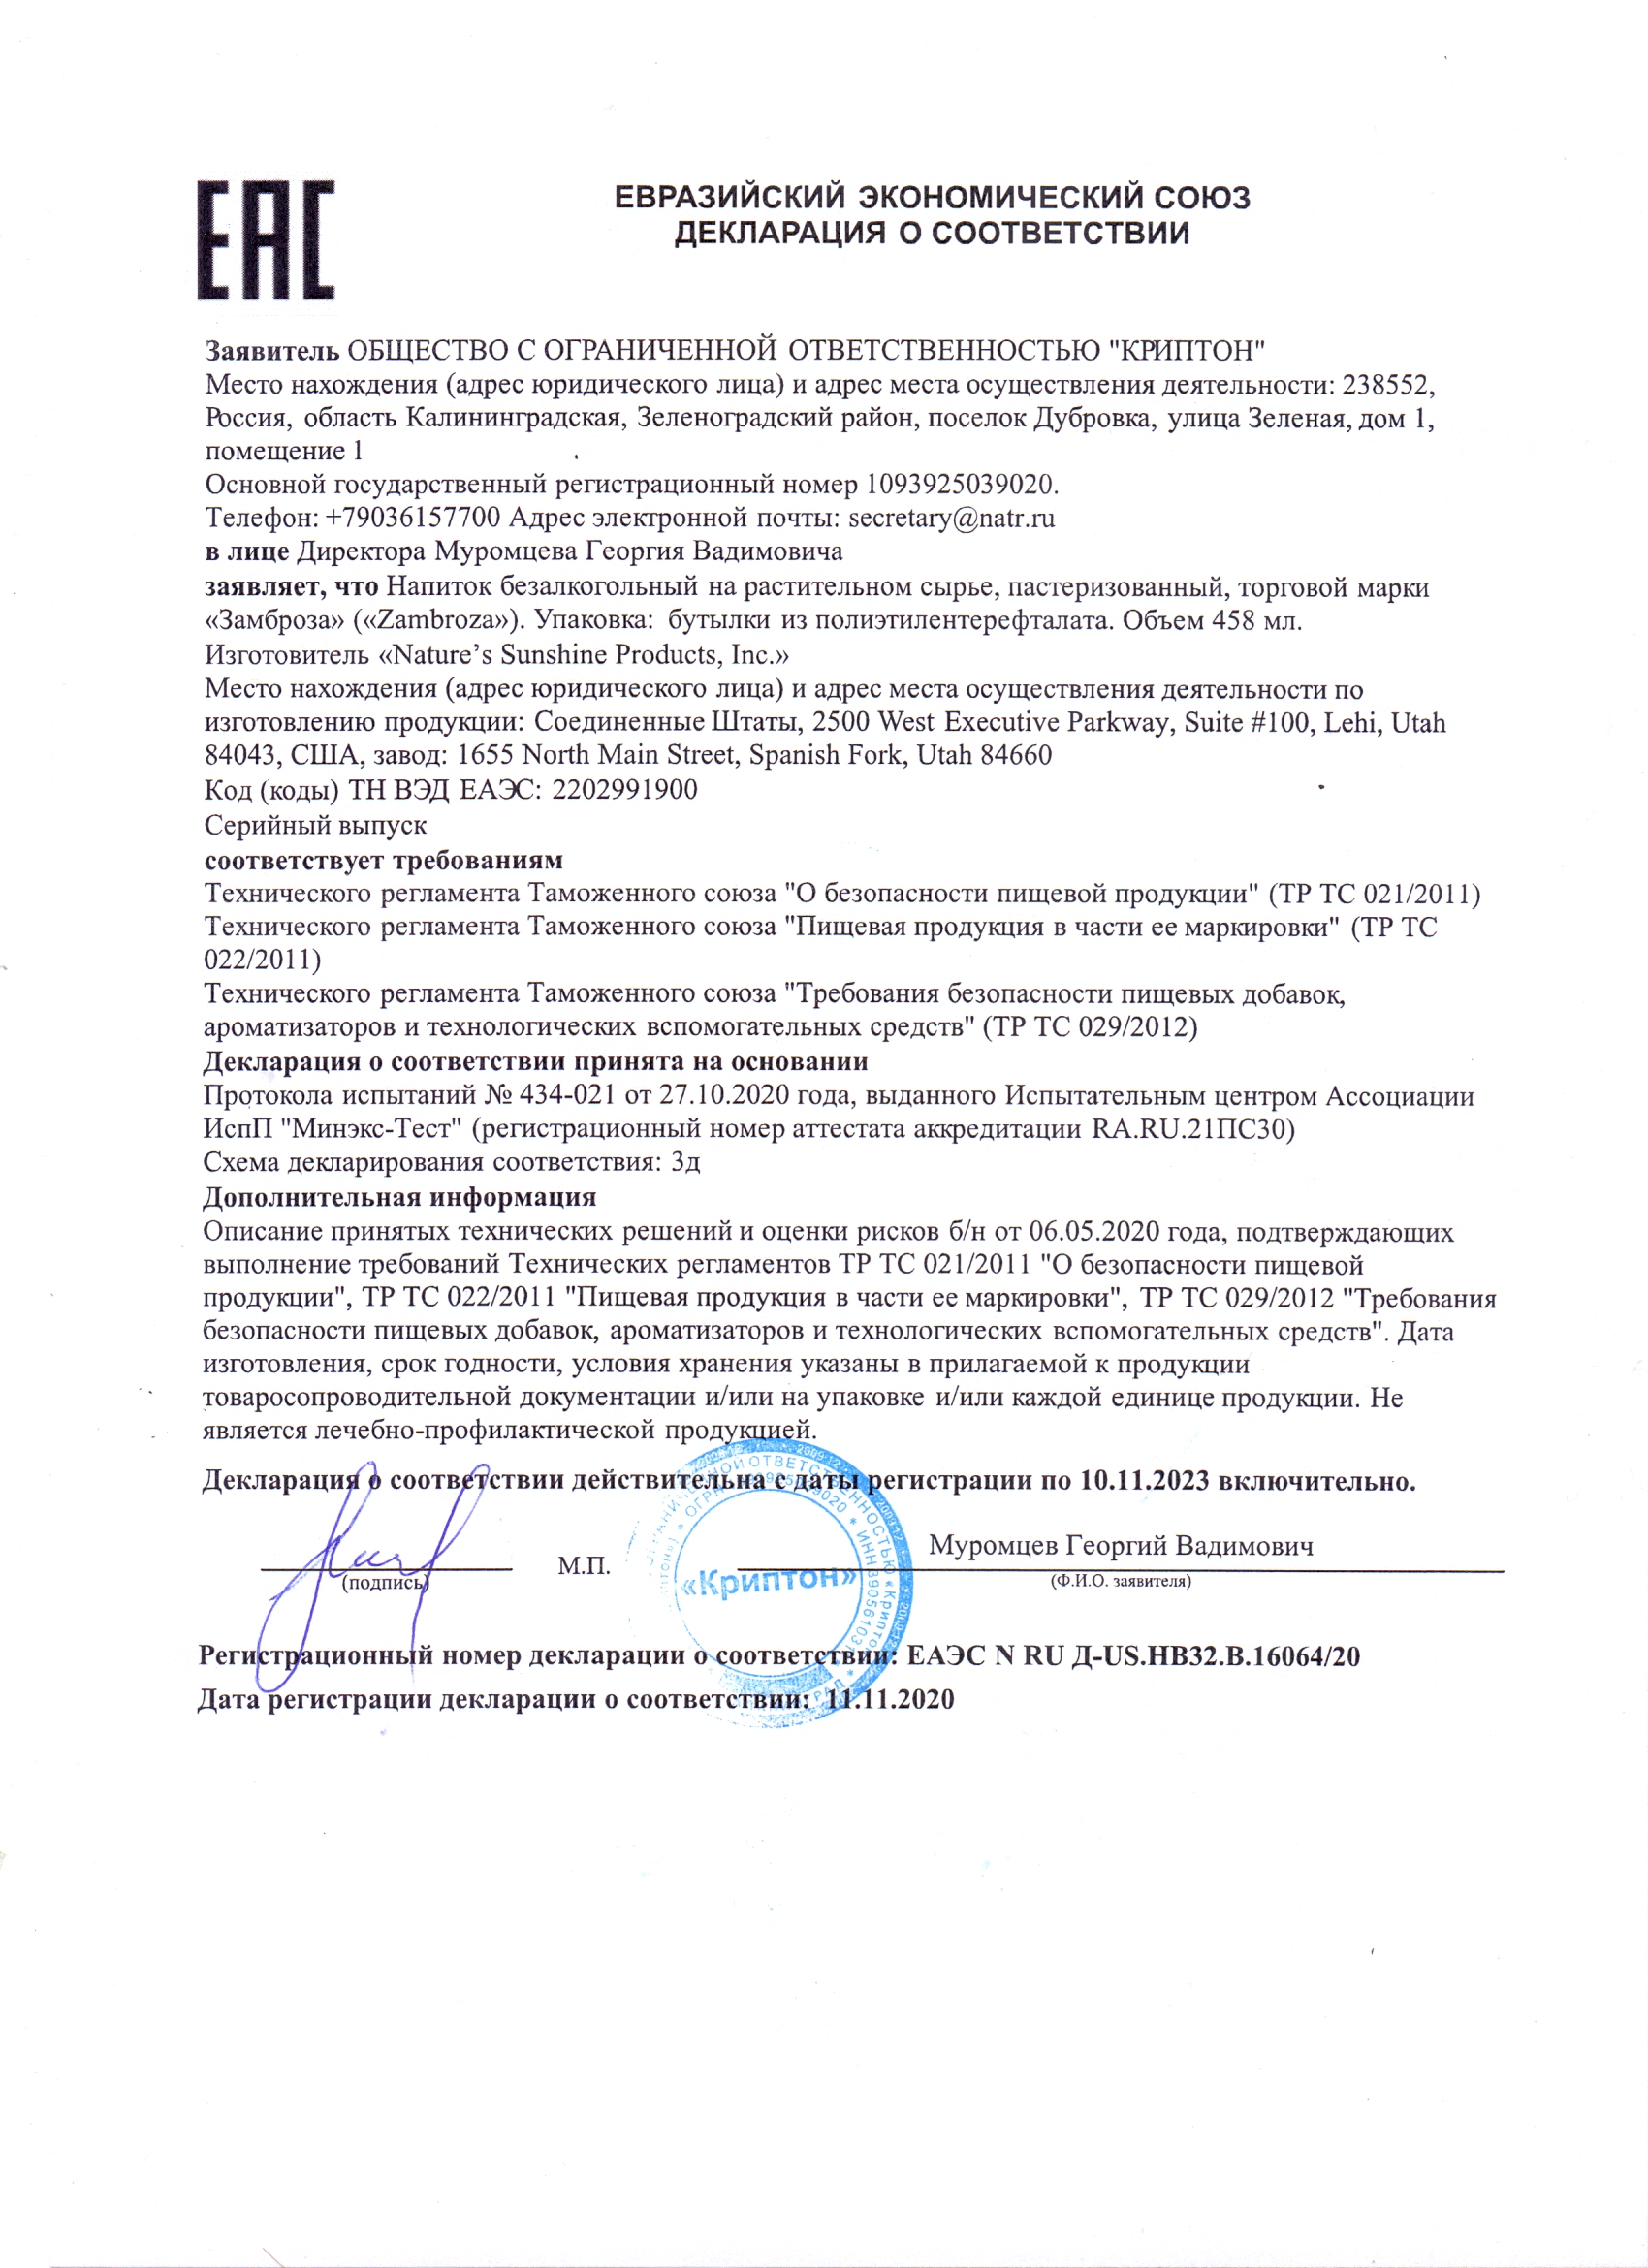 ЕАС
ЕВРАЗИЙСКИЙ ЭКОНОМИЧЕСКИЙ СОЮЗ
ДЕКЛАРАЦИЯ О СООТВЕТСТВИИ
Заявитель ОБЩЕСТВО С ОГРАНИЧЕННОЙ ОТВЕТСТВЕННОСТЬЮ "КРИПТОН"
Место нахождения (адрес юридического лица) и адрес места осуществления деятельности: 238552,
Россия, область Калининградская, Зеленоградский район, поселок Дубровка, улица Зеленая, дом 1,
помещение 1
Основной государственный регистрационный номер 1093925039020.
Телефон: +79036157700 Адрес электронной почты: secretary@natr.ru
в лице Директора Муромцева Георгия Вадимовича
заявляет, что Напиток безалкогольный на растительном сырье, пастеризованный, торговой марки
«Замброза» («Zambroza»). Упаковка: бутылки из полиэтилентерефталата. Объем 458 мл.
Изготовитель «Nature’s Sunshine Products, Inc.»
Место нахождения (адрес юридического лица) и адрес места осуществления деятельности по
изготовлению продукции: Соединенные Штаты, 2500 West Executive Parkway, Suite #100, Lehi, Utah
84043, США, завод: 1655 North Main Street, Spanish Fork, Utah 84660
Код (коды) ТН ВЭД ЕАЭС: 2202991900
Серийный выпуск
соответствует требованиям
Технического регламента Таможенного союза "О безопасности пищевой продукции" (ТР ТС 021/2011)
Технического регламента Таможенного союза "Пищевая продукция в части ее маркировки" (ТР ТС
022/2011)
Технического регламента Таможенного союза "Требования безопасности пищевых добавок,
ароматизаторов и технологических вспомогательных средств" (ТР ТС 029/2012)
Декларация о соответствии принята на основании
Протокола испытаний № 434-021 от 27.10.2020 года, выданного Испытательным центром Ассоциации
ИспП "Минэкс-Тест" (регистрационный номер аттестата аккредитации RA.RU.21ПС30)
Схема декларирования соответствия: 3д
Дополнительная информация
Описание принятых технических решений и оценки рисков б/н от 06.05.2020 года, подтверждающих
выполнение требований Технических регламентов ТР ТС 021/2011 "О безопасности пищевой
продукции", ТР ТС 022/2011 "Пищевая продукция в части ее маркировки", ТР ТС 029/2012 "Требования
безопасности пищевых добавок, ароматизаторов и технологических вспомогательных средств". Дата
изготовления, срок годности, условия хранения указаны в прилагаемой к продукции
товаросопроводительной документации и/или на упаковке и/или каждой единице продукции. Не
является лечебно-профилактической продукцией.
Декларация о соответствии действительна с даты регистрации по 10.11.2023 включительно.
Муромцев Георгий Вадимович
М.П.
«Криптон»
(подпись)
(Ф.И.О. заявителя)
Регистрационный номер декларации о соответствии: ЕАЭС N RU Д-US.НВ32.В.16064/20
Дата регистрации декларации о соответствии: 11.11.2020